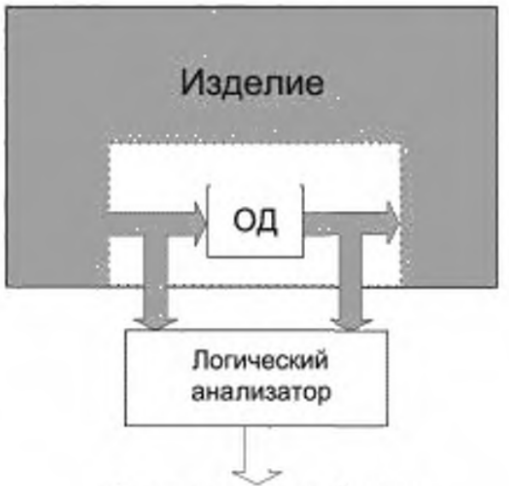 Изделие
ОД
Логический
анализатор